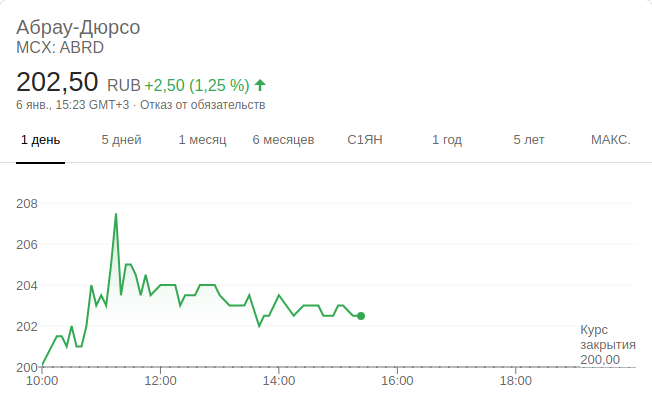 Абрау-Дюрсо
MCX: ABRD
202,50 RUB +2,50 (1,25 %)
6 янв., 15:23 GMT+3 · Отказ от обязательств
1 день 5 дней 1 месяц 6 месяцев С1ЯН 1 год 5 лет МАКС.
208
206
204
202
Курс
закрытия
200,00
200
10:00 12:00 14:00 16:00 18:00